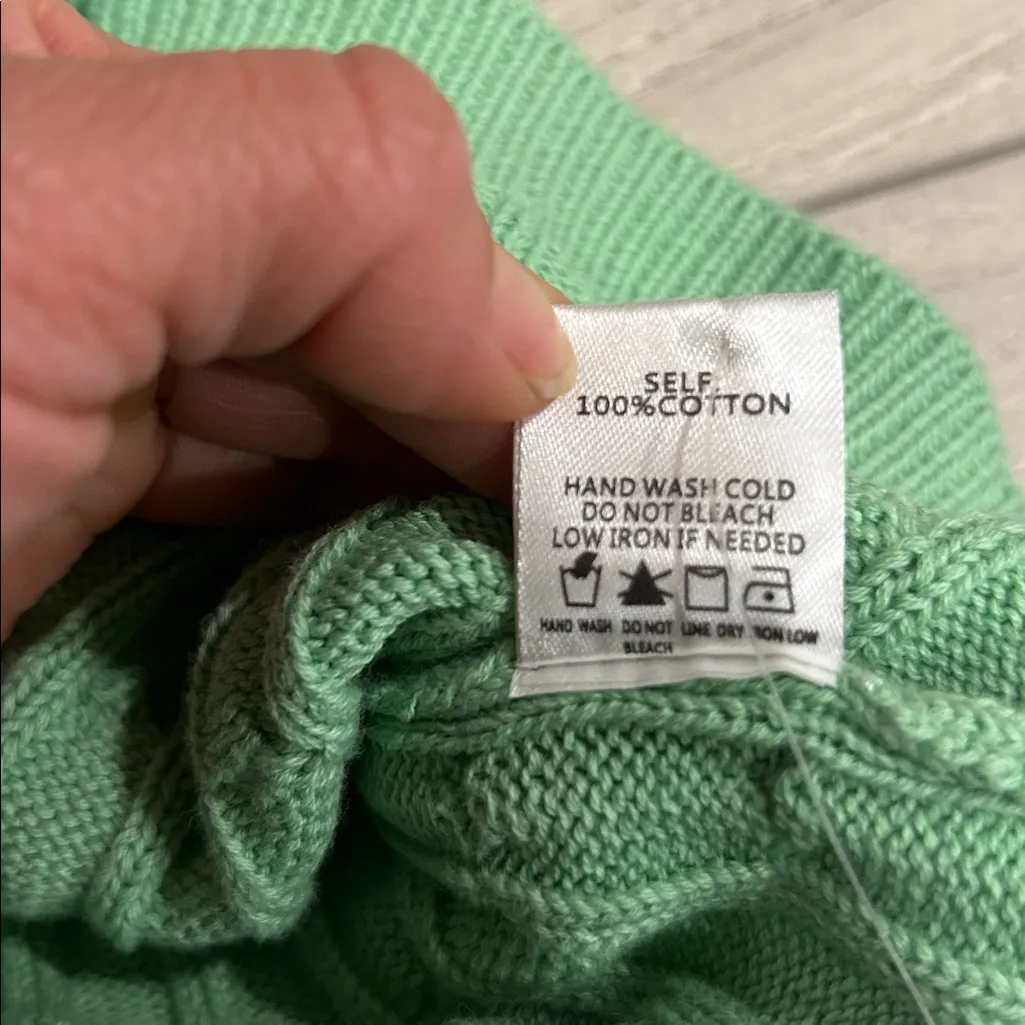 SELF:
100%COTTON
HAND WASH COLD
DO NOT BLEACH
LOW IRON IF NEEDED
HAND WASH DO NOT LINE DRY IRON LOW
BLEACH